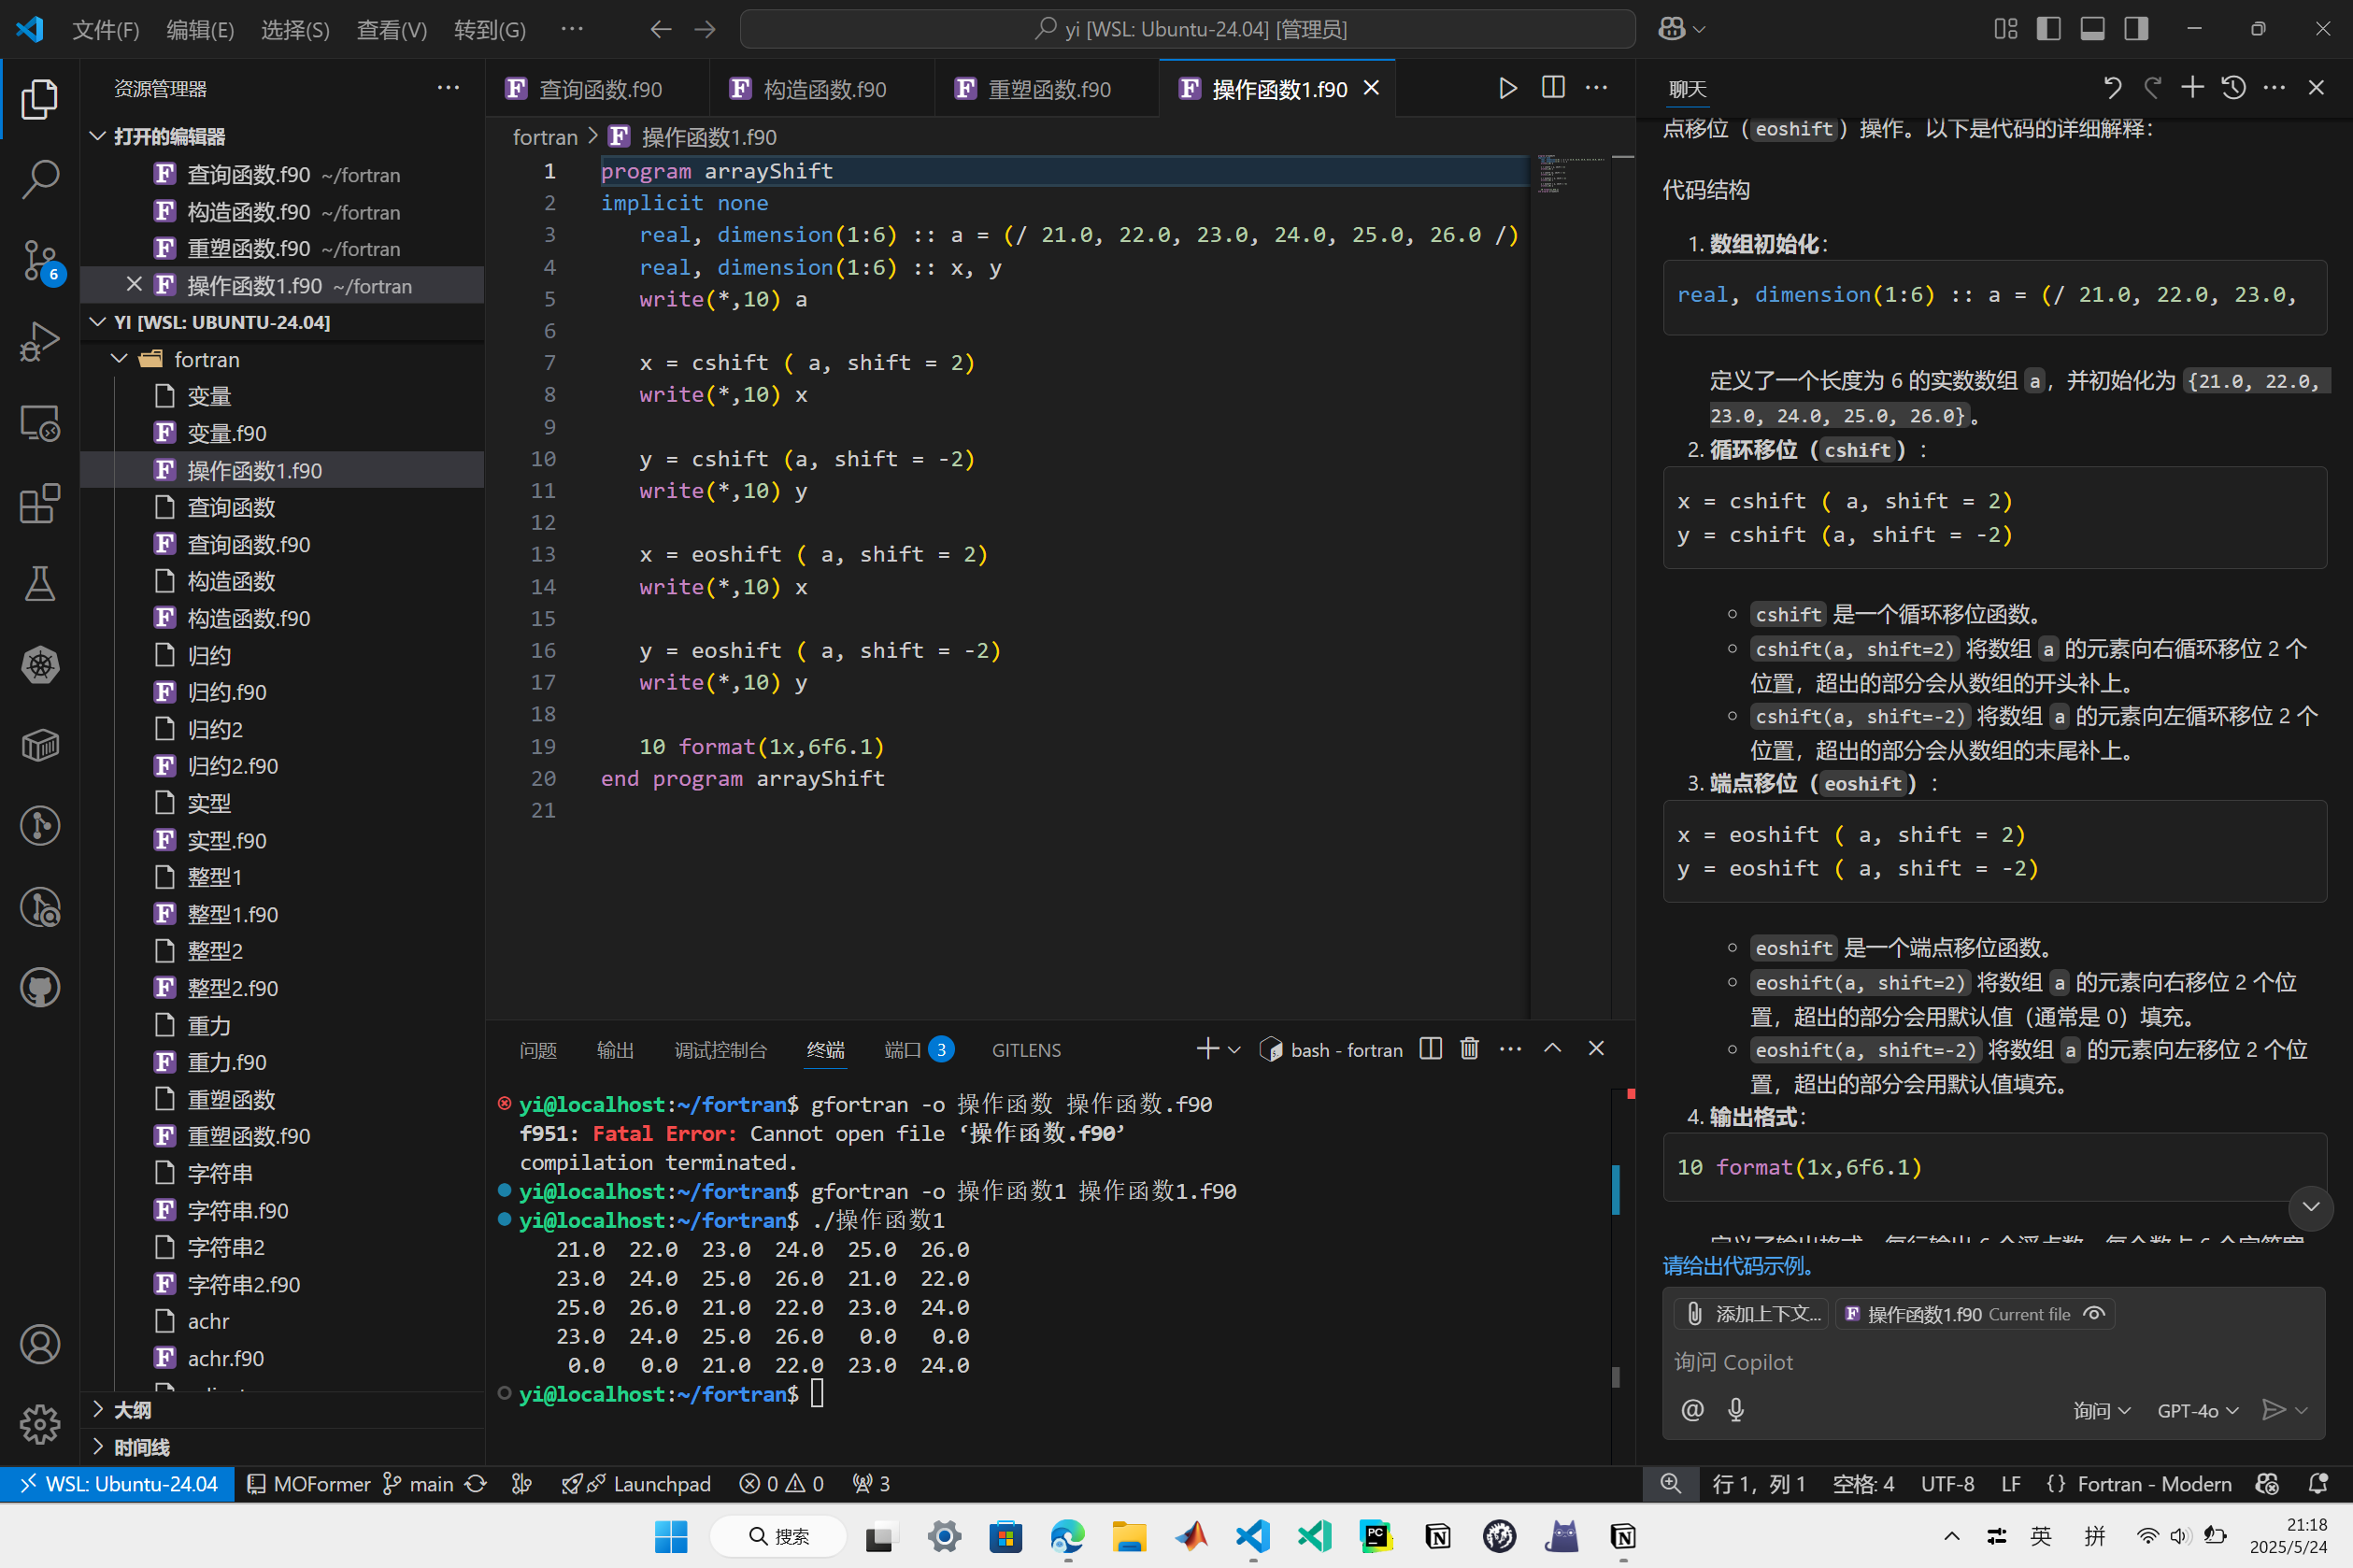 文件(F) 编辑(E) 选择(S) 查看(V) 转到(G) ···
yi [WSL: Ubuntu-24.04] [管理员]
资源管理器
打开的编辑器
查询函数.f90 ~/fortran
构造函数.f90 ~/fortran
重塑函数.f90 ~/fortran
操作函数1.f90 ~/fortran
YI [WSL: UBUNTU-24.04]
fortran
变量
变量.f90
操作函数1.f90
查询函数
查询函数.f90
构造函数
构造函数.f90
归约
归约.f90
归约2
归约2.f90
实型
实型.f90
整型1
整型1.f90
整型2
整型2.f90
重力
重力.f90
重塑函数
重塑函数.f90
字符串
字符串.f90
字符串2
字符串2.f90
achr
achr.f90
大纲
时间线
6
查询函数.f90 构造函数.f90 重塑函数.f90 操作函数1.f90
fortran > 操作函数1.f90
1 program arrayShift
2 implicit none
3 real, dimension(1:6) :: a = (/ 21.0, 22.0, 23.0, 24.0, 25.0, 26.0 /)
4 real, dimension(1:6) :: x, y
5 write(*,10) a
6
7 x = cshift ( a, shift = 2)
8 write(*,10) x
9
10 y = cshift (a, shift = -2)
11 write(*,10) y
12
13 x = eoshift ( a, shift = 2)
14 write(*,10) x
15
16 y = eoshift ( a, shift = -2)
17 write(*,10) y
18
19 10 format(1x,6f6.1)
20 end program arrayShift
21
问题 输出 调试控制台 终端 端口 3 GITLENS
bash - fortran
yi@localhost:~/fortran$ gfortran -o 操作函数 操作函数.f90
f951: Fatal Error: Cannot open file ‘操作函数.f90’
compilation terminated.
yi@localhost:~/fortran$ gfortran -o 操作函数1 操作函数1.f90
yi@localhost:~/fortran$ ./操作函数1
21.0 22.0 23.0 24.0 25.0 26.0
23.0 24.0 25.0 26.0 21.0 22.0
25.0 26.0 21.0 22.0 23.0 24.0
23.0 24.0 25.0 26.0 0.0 0.0
0.0 0.0 21.0 22.0 23.0 24.0
yi@localhost:~/fortran$
聊天
点移位（eoshift）操作。以下是代码的详细解释：
代码结构
1. 数组初始化：
real, dimension(1:6) :: a = (/ 21.0, 22.0, 23.0,
定义了一个长度为 6 的实数数组 a，并初始化为 {21.0, 22.0,
23.0, 24.0, 25.0, 26.0}。
2. 循环移位（cshift）：
x = cshift ( a, shift = 2)
y = cshift (a, shift = -2)
cshift 是一个循环移位函数。
cshift(a, shift=2) 将数组 a 的元素向右循环移位 2 个
位置，超出的部分会从数组的开头补上。
cshift(a, shift=-2) 将数组 a 的元素向左循环移位 2 个
位置，超出的部分会从数组的末尾补上。
3. 端点移位（eoshift）：
x = eoshift ( a, shift = 2)
y = eoshift ( a, shift = -2)
eoshift 是一个端点移位函数。
eoshift(a, shift=2) 将数组 a 的元素向右移位 2 个位
置，超出的部分会用默认值（通常是 0）填充。
eoshift(a, shift=-2) 将数组 a 的元素向左移位 2 个位
置，超出的部分会用默认值填充。
4. 输出格式：
10 format(1x,6f6.1)
请给出代码示例。
添加上下文... 操作函数1.f90 Current file
询问 Copilot
询问 GPT-4o
WSL: Ubuntu-24.04 MOFormer main Launchpad 0 0 3
行 1，列 1 空格: 4 UTF-8 LF {} Fortran - Modern
搜索
PC
英 拼
21:18
2025/5/24